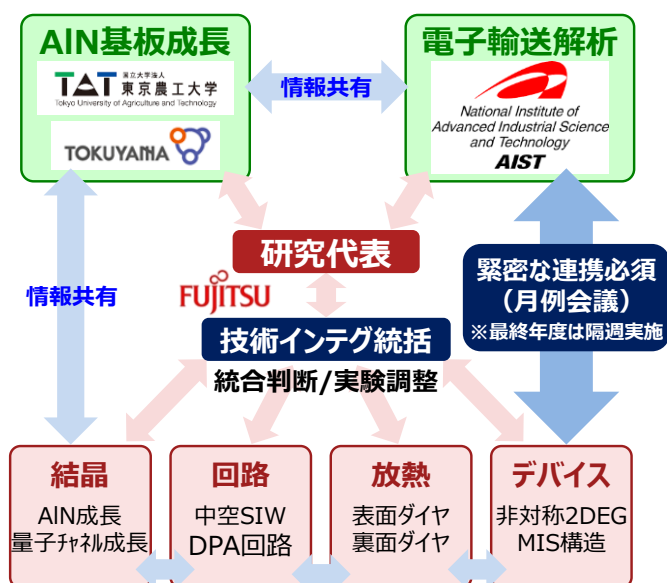 AlN基板成長
TAT 国立大学法人 東京農工大学
Tokyo University of Agriculture and Technology
TOKUYAMA
情報共有
電子輸送解析
National Institute of
Advanced Industrial Science
and Technology
AIST
研究代表
FUJITSU
技術インテグ統括
統合判断/実験調整
情報共有
緊密な連携必須
(月例会議)
※最終年度は隔週実施
結晶
AlN成長
量子ﾁｬﾈﾙ成長
回路
中空SIW
DPA回路
放熱
表面ダイヤ
裏面ダイヤ
デバイス
非対称2DEG
MIS構造